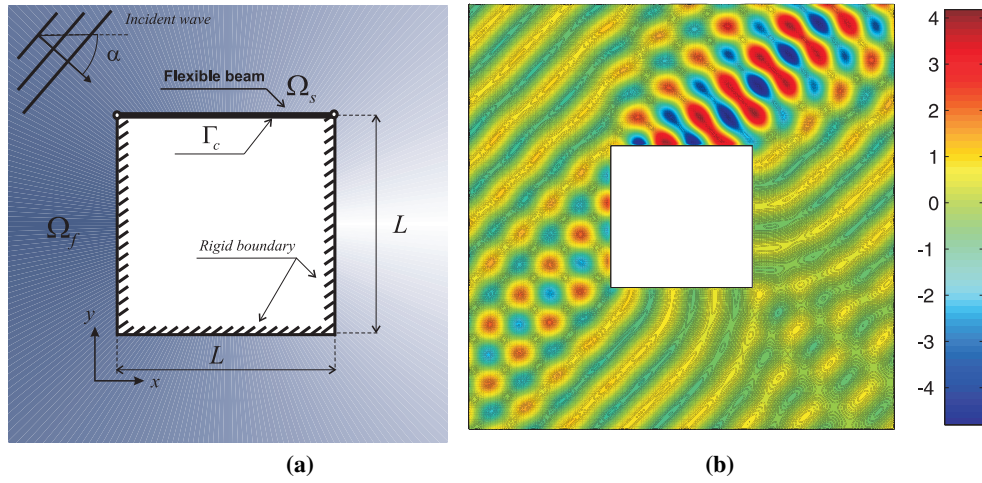 Incident wave
α
Flexible beam
Ω_s
Γ_c
Ω_f
L
Rigid boundary
y
L
x
(a)
4
3
2
1
0
-1
-2
-3
-4
(b)